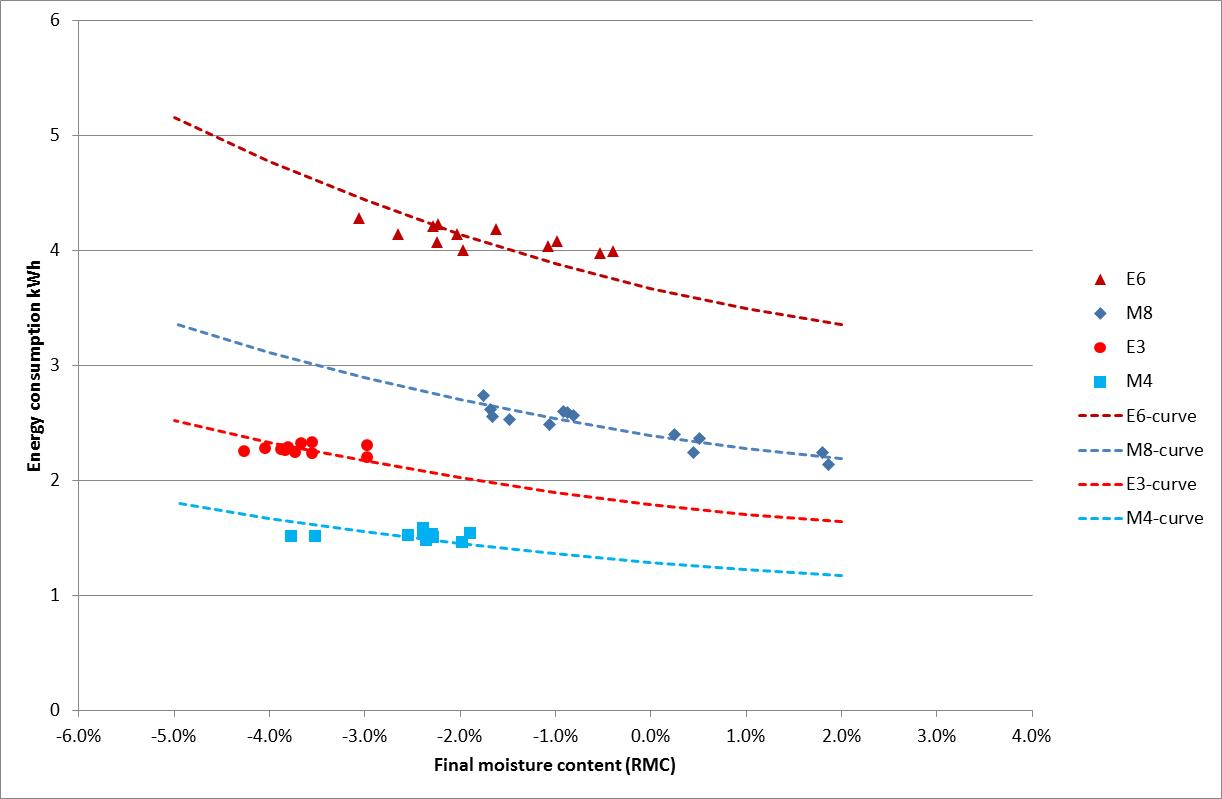 6
5
4
3
2
1
0
Energy consumption kWh
-6.0% -5.0% -4.0% -3.0% -2.0% -1.0% 0.0% 1.0% 2.0% 3.0% 4.0%
Final moisture content (RMC)
E6
M8
E3
M4
E6-curve
M8-curve
E3-curve
M4-curve